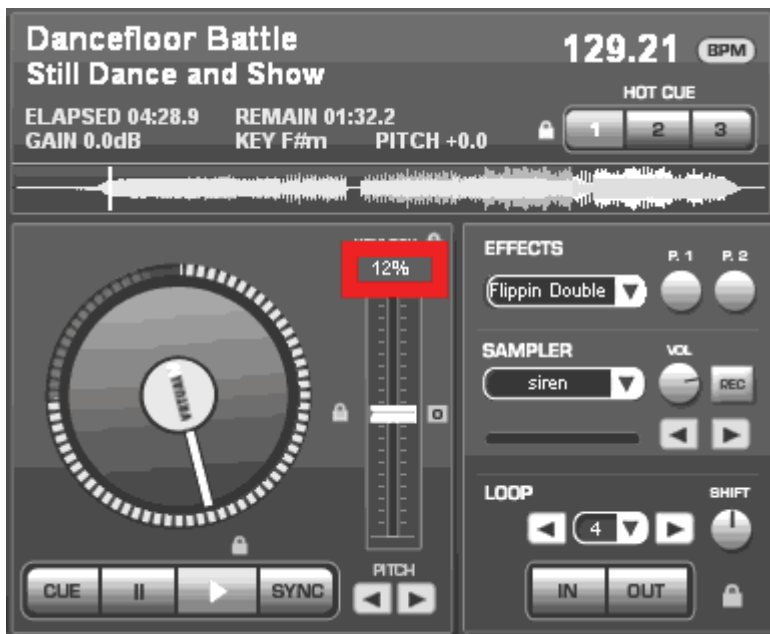 Dancefloor Battle
Still Dance and Show
129.21 BPM
ELAPSED 04:28.9 REMAIN 01:32.2
GAIN 0.0dB KEY F#m PITCH +0.0
HOT CUE
1 2 3
12%
0
CUE
SYNC
PITCH
EFFECTS
P. 1 P. 2
Flippin Double
SAMPLER
VOL
siren
REC
LOOP
SHIFT
4
IN OUT